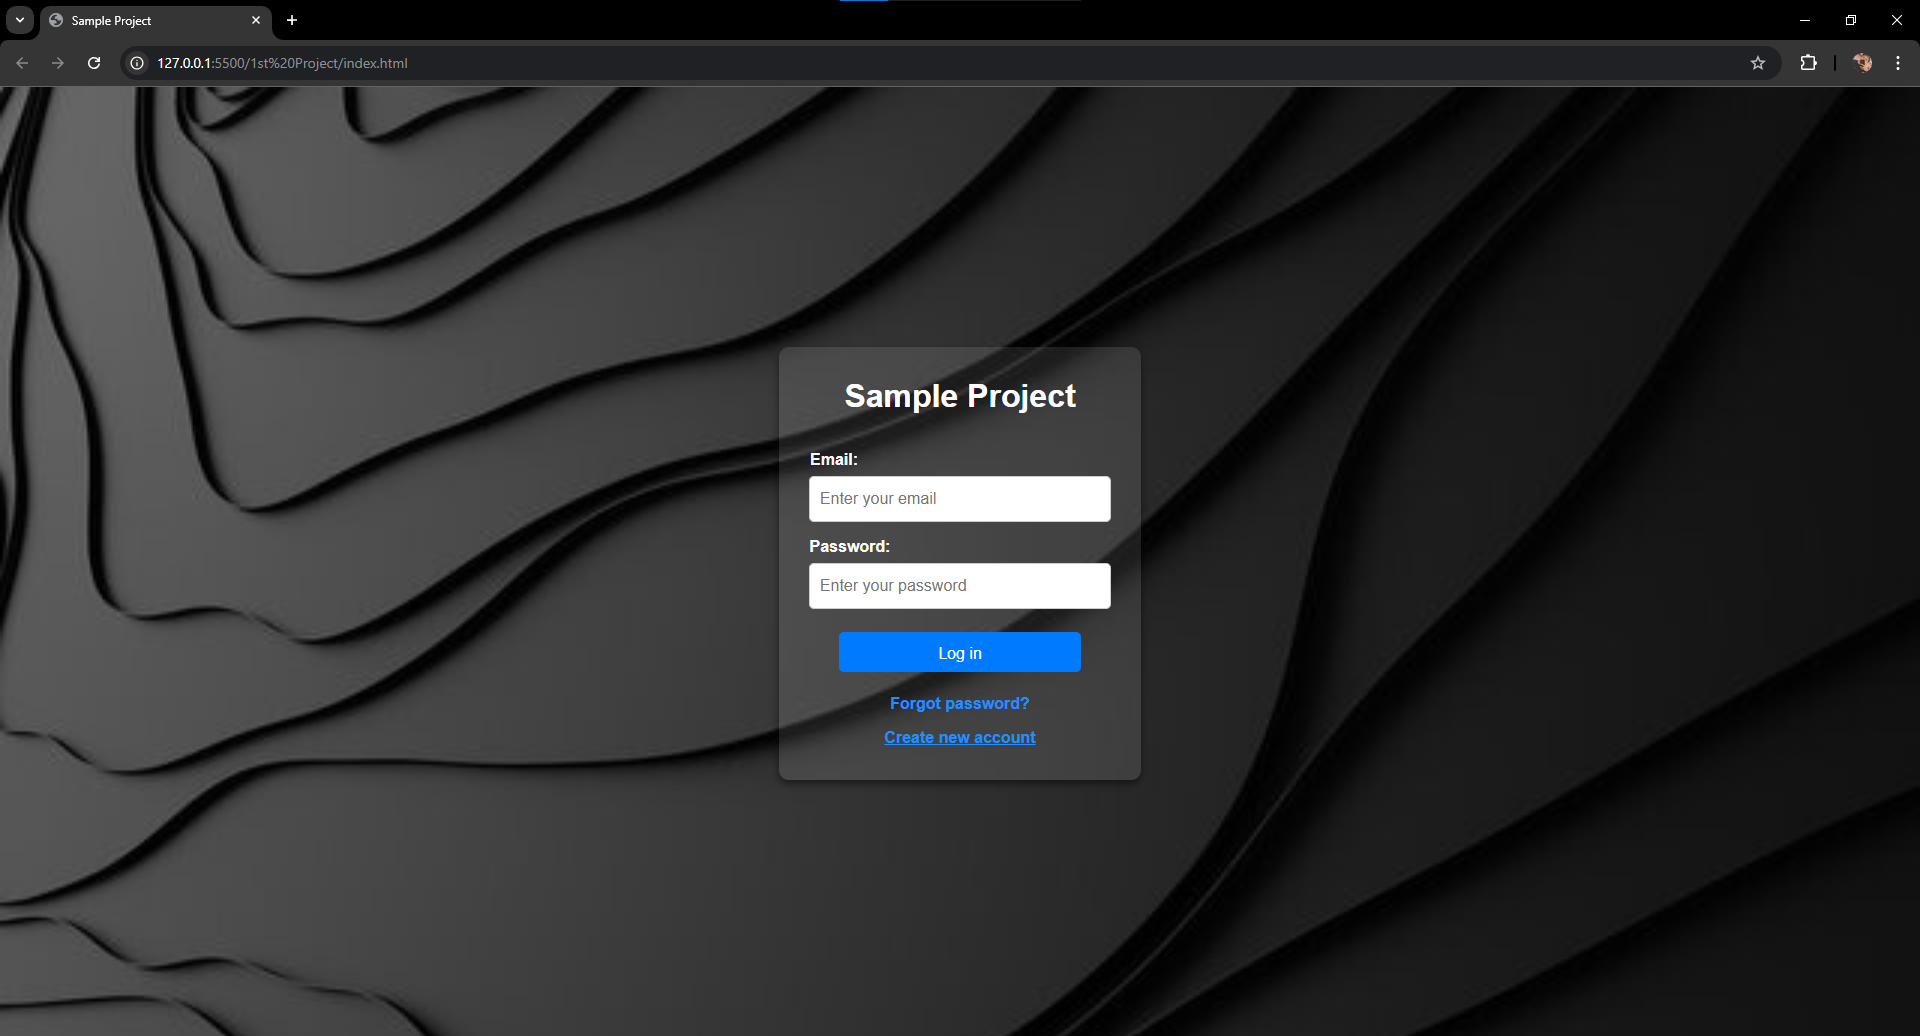 Sample Project
127.0.0.1:5500/1st%20Project/index.html
Sample Project
Email:
Enter your email
Password:
Enter your password
Log in
Forgot password?
Create new account